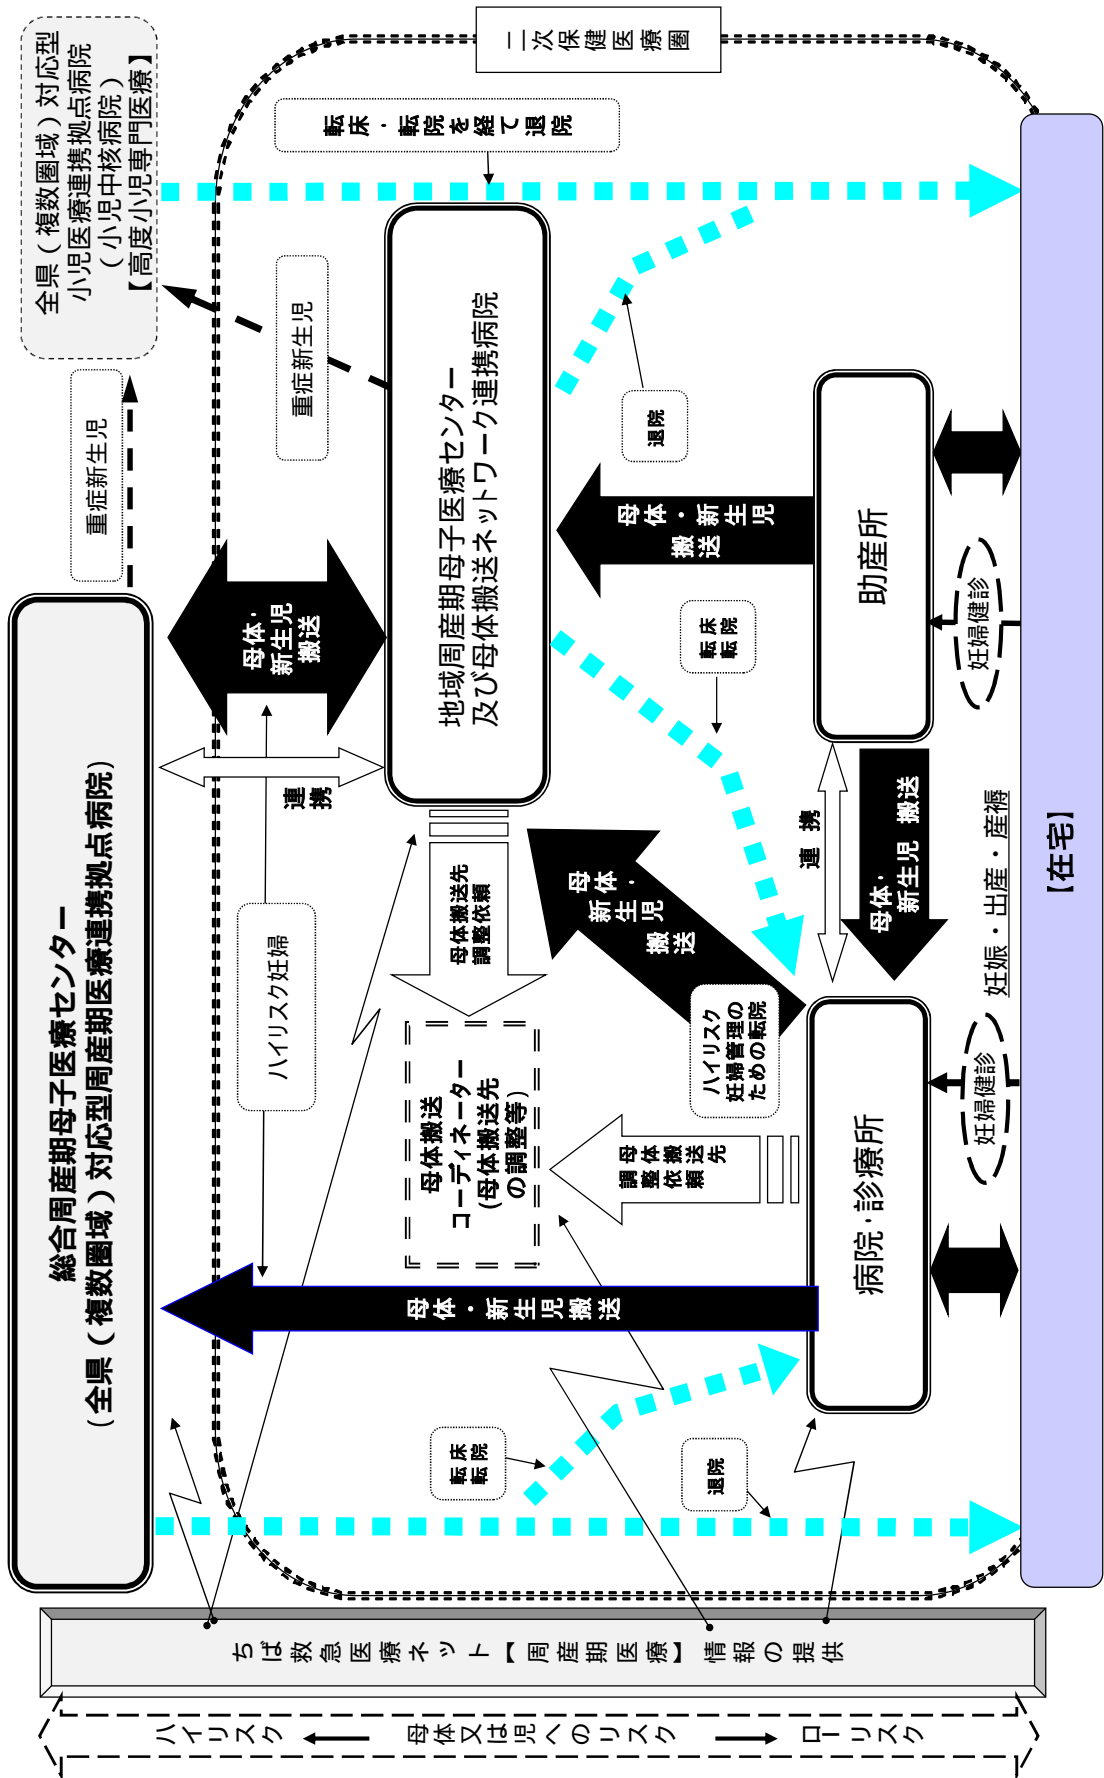 ハイリスク
母体又は児へのリスク
ローリスク
ちば救急医療ネット【周産期医療】情報の提供
総合周産期母子医療センター
(全県（複数圏域）対応型周産期医療連携拠点病院)
全県（複数圏域）対応型
小児医療連携拠点病院
（小児中核病院）
【高度小児専門医療】
重症新生児
重症新生児
二次保健医療圏
転床・転院を経て退院
母体・
新生児
搬送
連携
ハイリスク妊婦
地域周産期母子医療センター
及び母体搬送ネットワーク連携病院
母体搬送先
調整依頼
母体搬送
コーディネーター
(母体搬送先
の調整等)
母体・
新生児
搬送
ハイリスク
妊婦管理の
ための転院
母体搬送先
調整依頼
母体・新生児搬送
転床
転院
退院
転床
転院
母体・新生児
搬送
退院
病院・診療所
助産所
連携
母体・
新生児 搬送
妊婦健診
妊娠・出産・産褥
妊婦健診
【在宅】